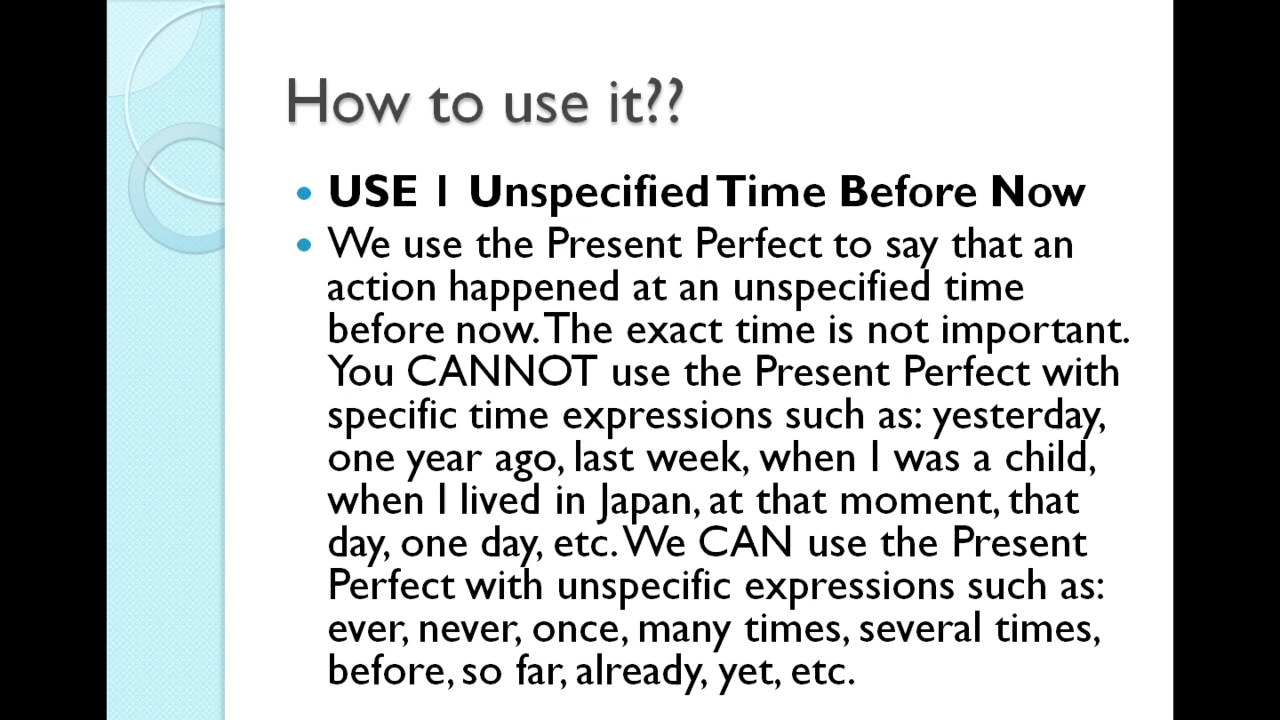 How to use it??
• USE 1 Unspecified Time Before Now
• We use the Present Perfect to say that an
action happened at an unspecified time
before now. The exact time is not important.
You CANNOT use the Present Perfect with
specific time expressions such as: yesterday,
one year ago, last week, when I was a child,
when I lived in Japan, at that moment, that
day, one day, etc. We CAN use the Present
Perfect with unspecific expressions such as:
ever, never, once, many times, several times,
before, so far, already, yet, etc.